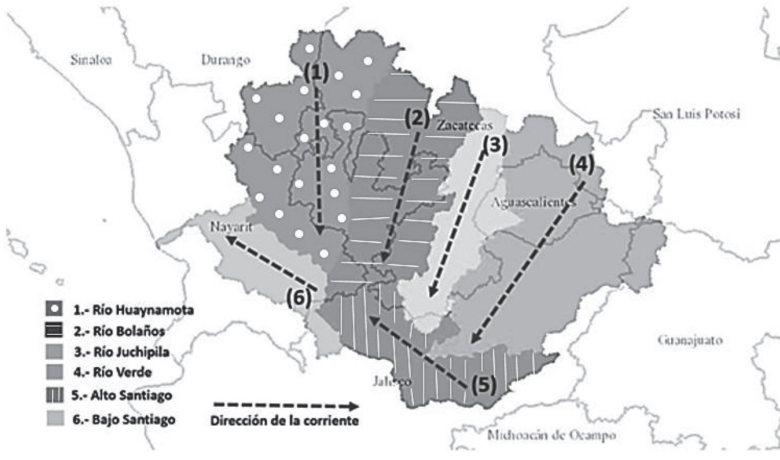 Sinaloa
Durango
San Luis Potosí
Zacatecas
Aguascalientes
Nayarit
Jalisco
Guanajuato
Michoacán de Ocampo
(1)
(2)
(3)
(4)
(5)
(6)
1.- Río Huaynamota
2.- Río Bolaños
3.- Río Juchipila
4.- Río Verde
5.- Alto Santiago
6.- Bajo Santiago
Dirección de la corriente